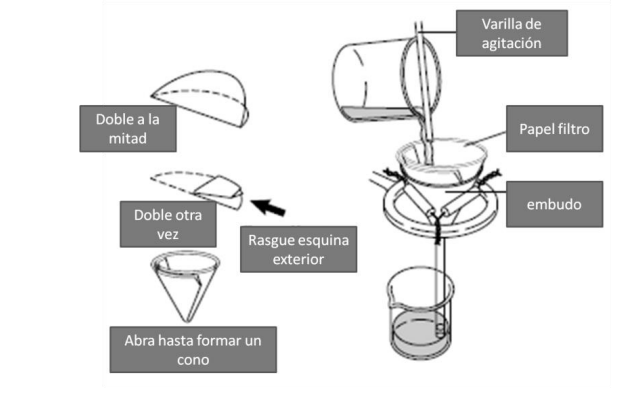 Varilla de
agitación
Doble a la
mitad
Papel filtro
Doble otra
vez
embudo
Rasgue esquina
exterior
Abra hasta formar un
cono